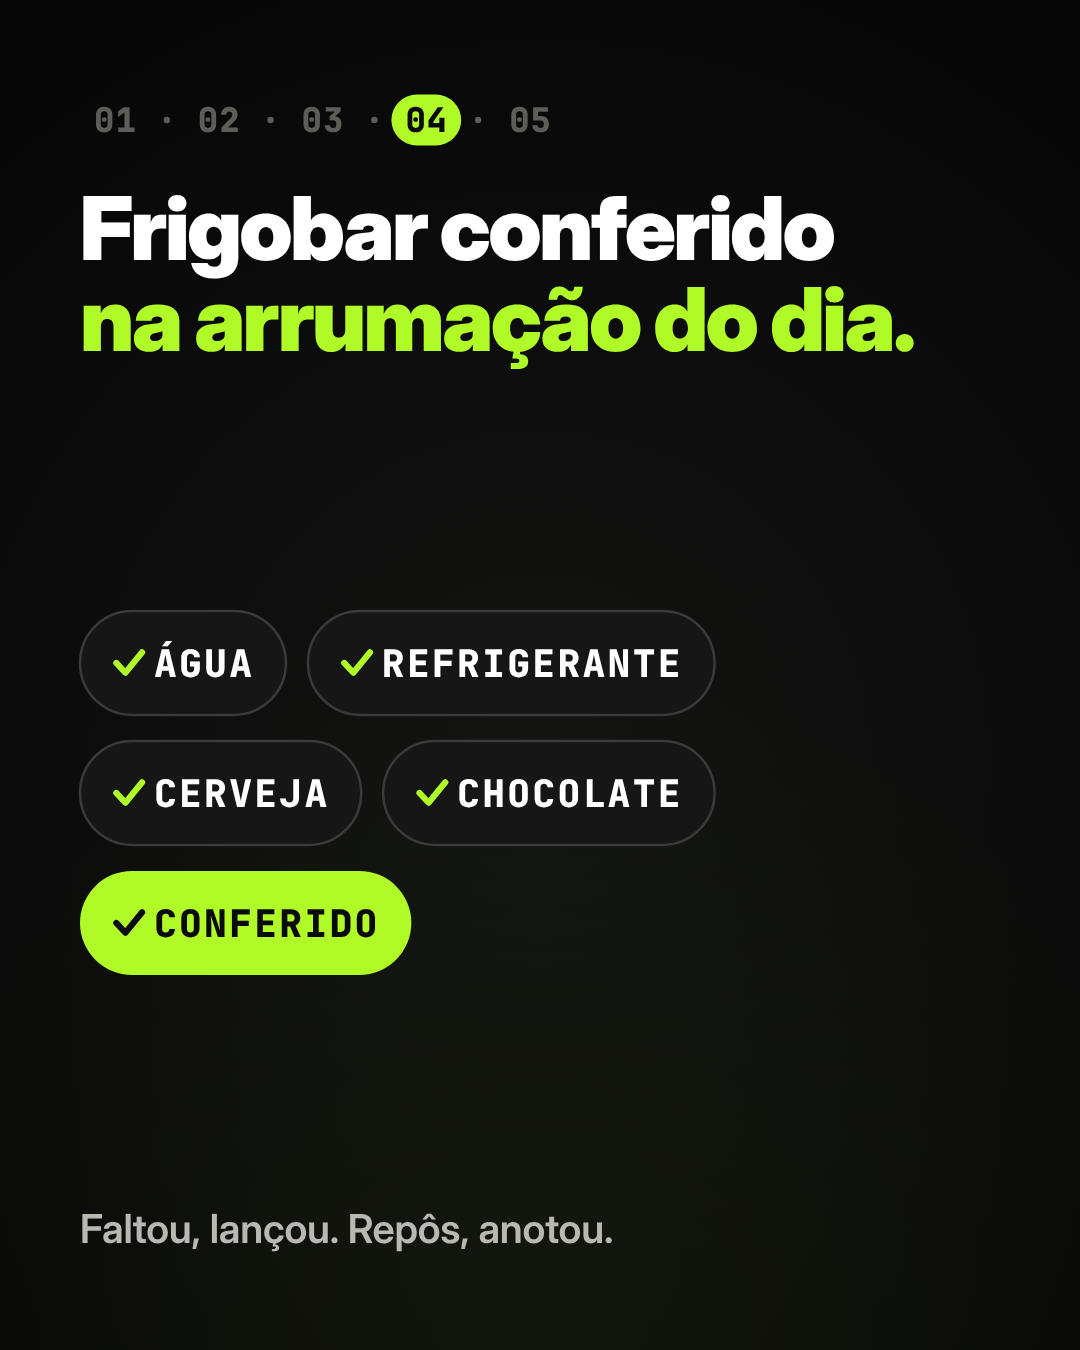 01 · 02 · 03 · 04 · 05
Frigobar conferido
na arrumação do dia.
ÁGUA REFRIGERANTE
CERVEJA CHOCOLATE
CONFERIDO
Faltou, lançou. Repôs, anotou.